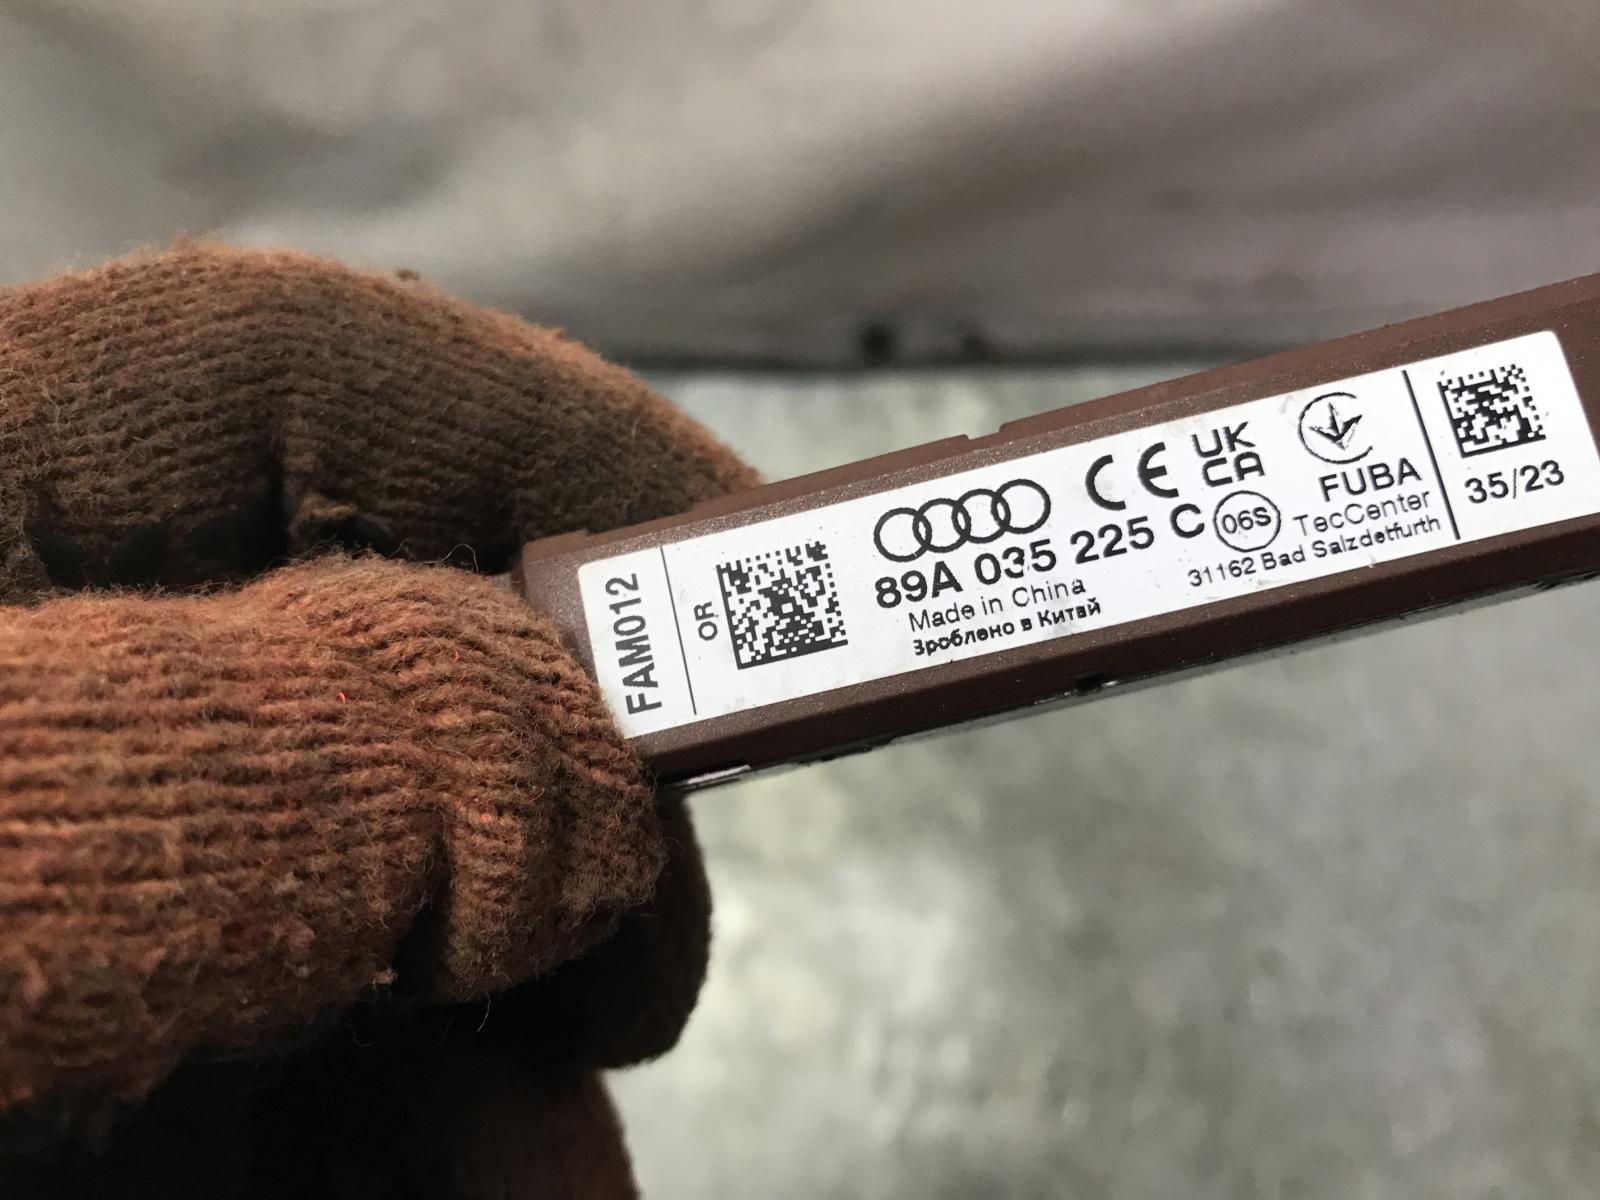 FAM012
OR
89A 035 225 C 06S
Made in China
Зроблено в Китай
CE UK
CA
FUBA
TecCenter
31162 Bad Salzdetfurth
35/23